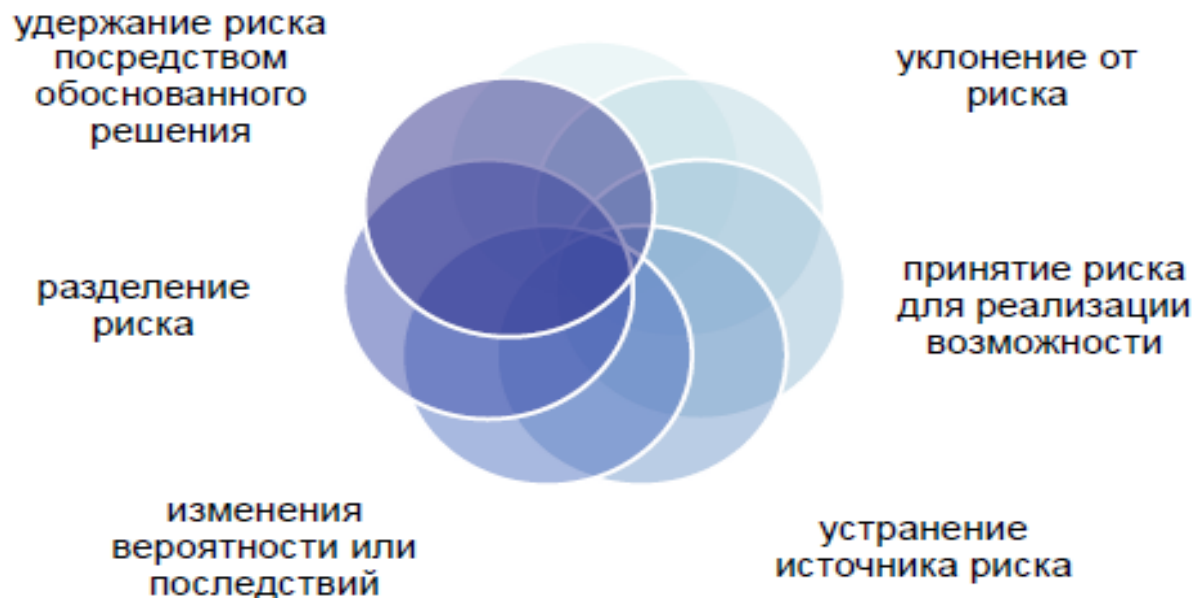 удержание риска
посредством
обоснованного
решения
уклонение от
риска
разделение
риска
принятие риска
для реализации
возможности
изменения
вероятности или
последствий
устранение
источника риска